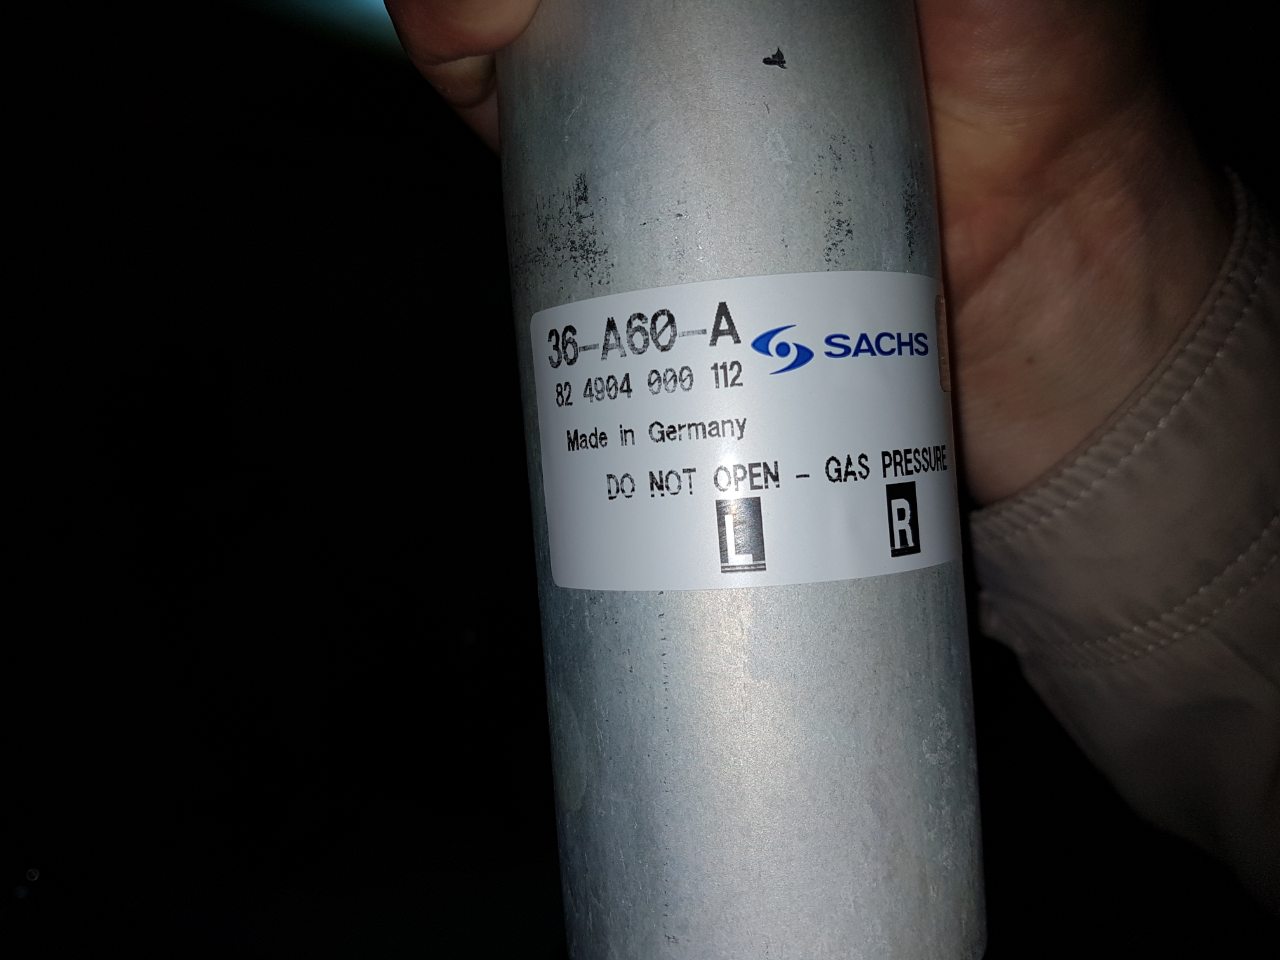 36-A60-A
SACHS
82 4904 000 112
Made in Germany
DO NOT OPEN - GAS PRESSURE
L R